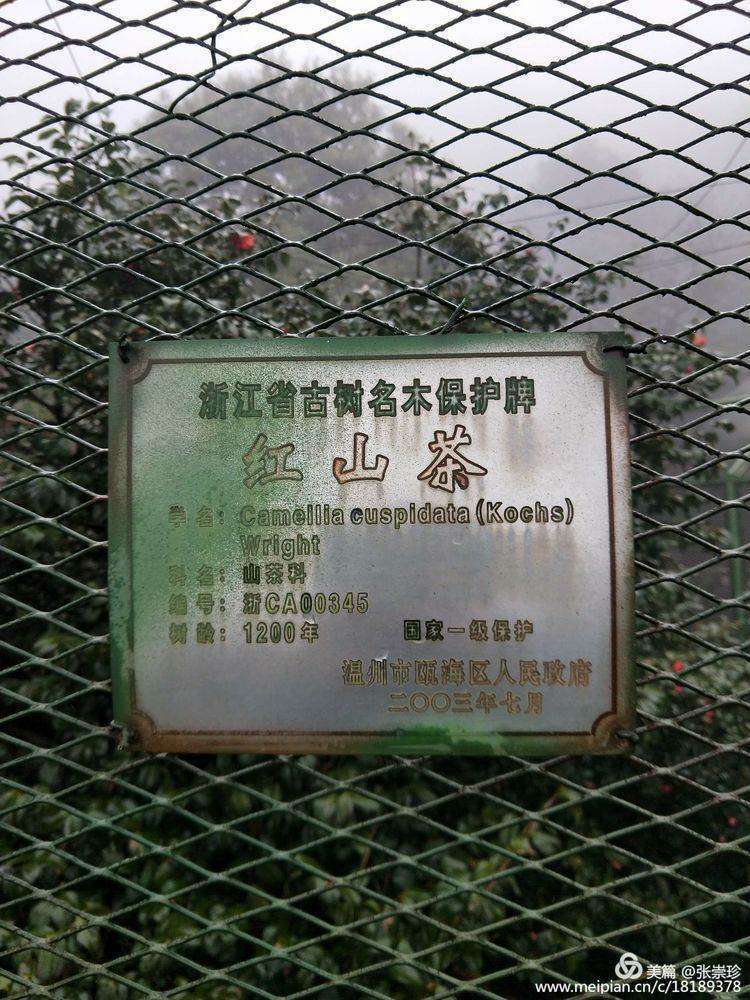 浙江省古树名木保护牌
红山茶
学名：Camellia cuspidata (Kochs)
Wright
科名：山茶科
编号：浙CA00345
树龄：1200年 国家一级保护
温州市瓯海区人民政府
二〇〇三年七月
美篇 @张崇珍
www.meipian.cn/c/18189378